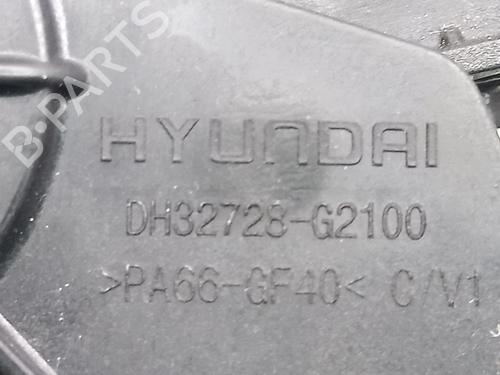 B-PARTS
HYUNDAI
DH32728-G2100
>PA66-GF40< C/V1